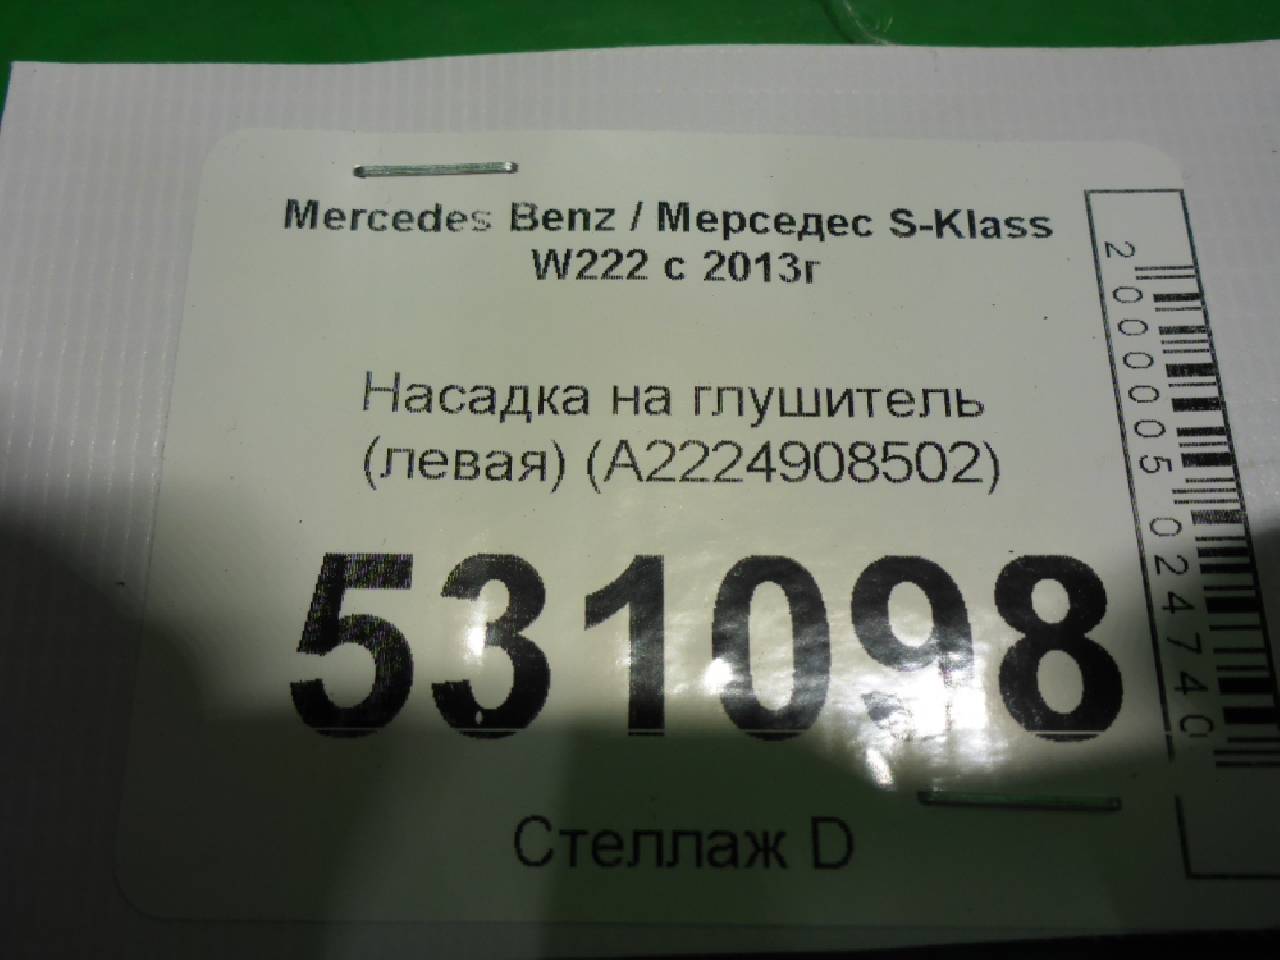 Mercedes Benz / Мерседес S-Klass
W222 с 2013г
Насадка на глушитель
(левая) (A2224908502)
531098
Стеллаж D
2000005024740